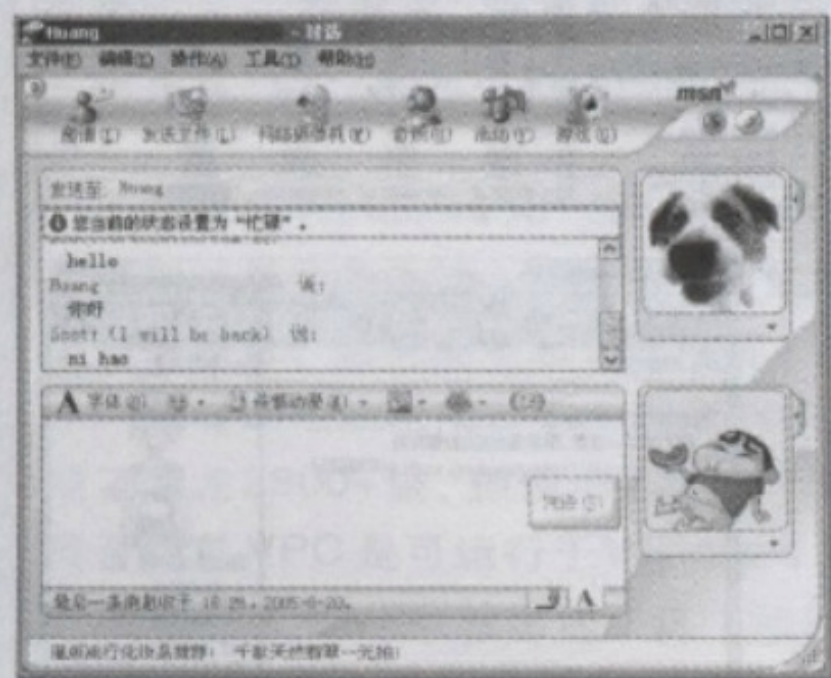 Huang - 对话
文件(F) 编辑(E) 操作(A) 工具(T) 帮助(H)
msn
邀请(I) 发送文件(L) 网络摄像机(W) 音频(U) 活动(V) 游戏(G)
发送至: Huang
您当前的状态设置为“忙碌”。
hello
Huang 说:
你好
Scott (I will be back) 说:
ni hao
A 字体(O)
发送(S)
最后一条消息收于 18:28, 2005-6-20。